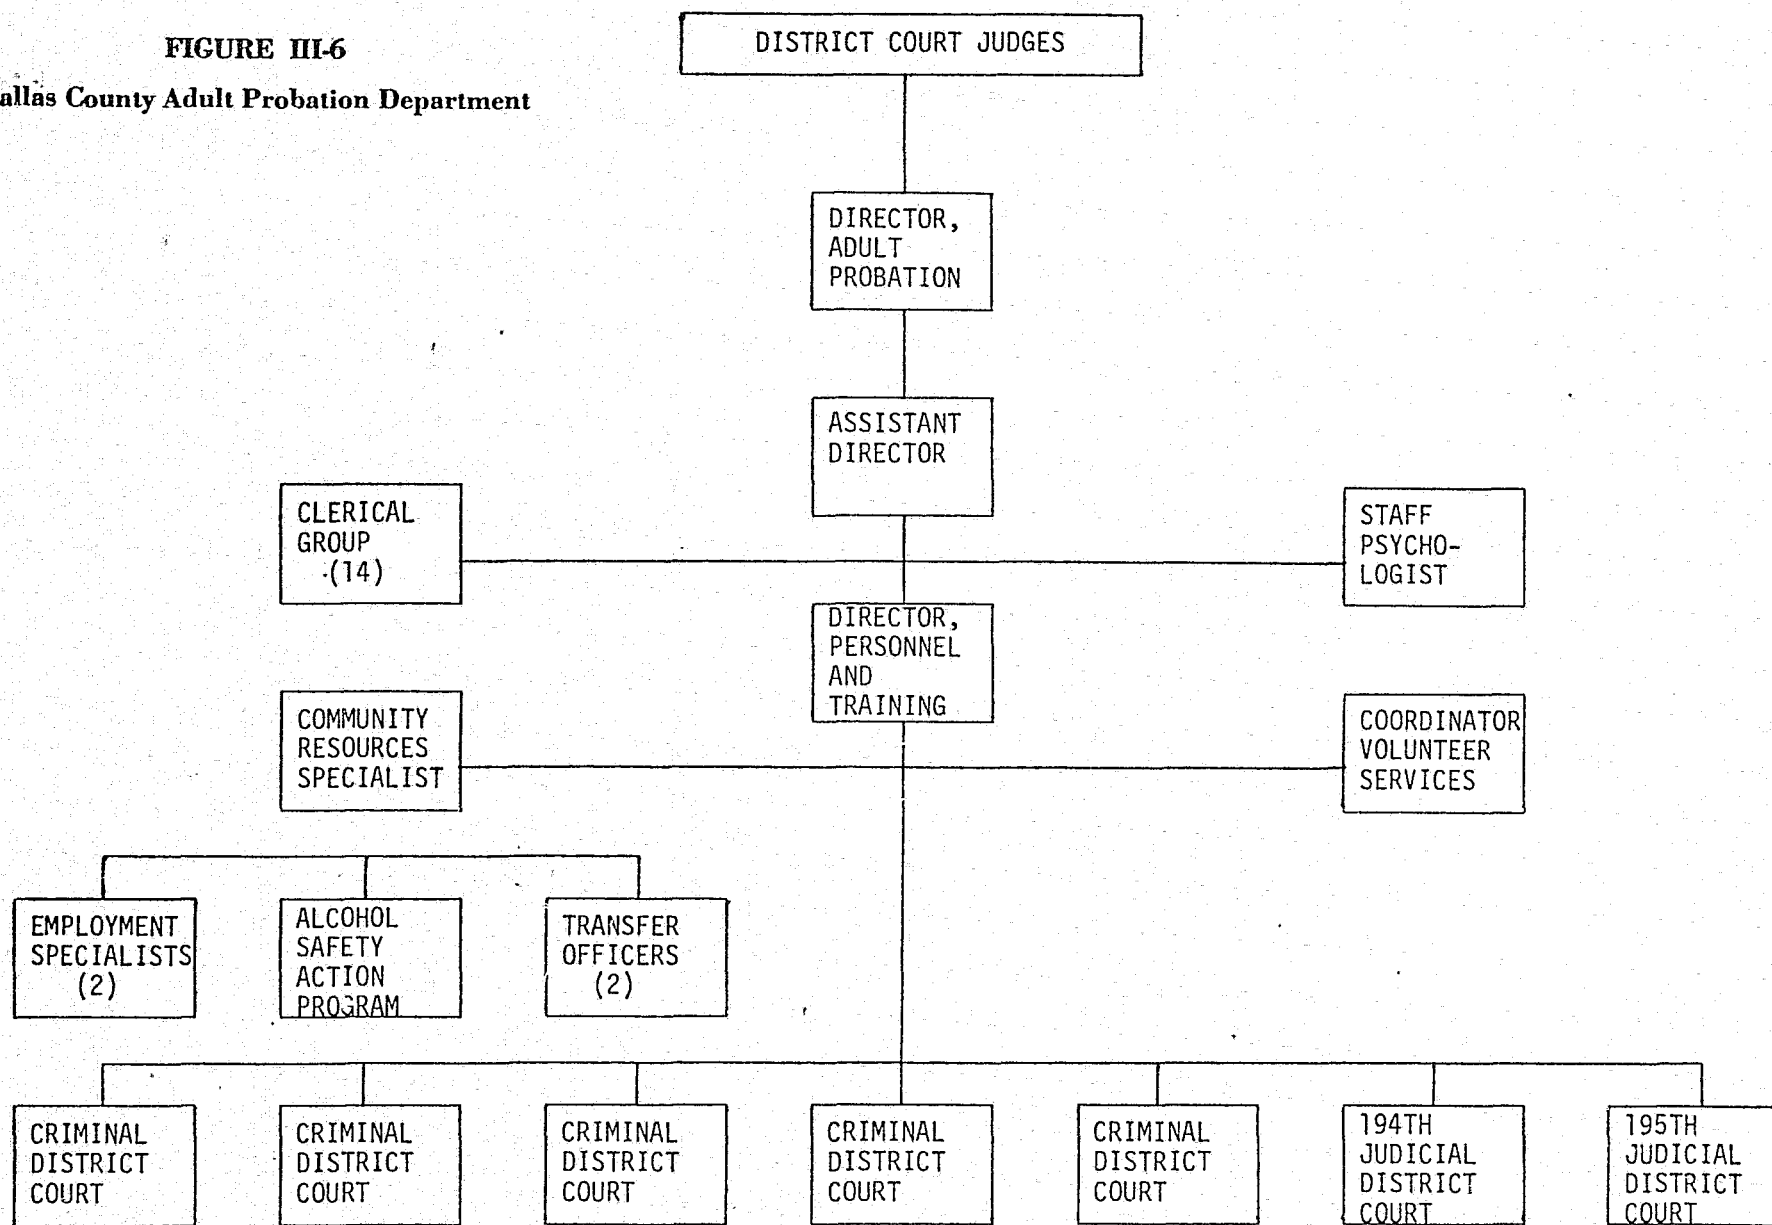 FIGURE III-6
allas County Adult Probation Department
DISTRICT COURT JUDGES
DIRECTOR,
ADULT
PROBATION
ASSISTANT
DIRECTOR
CLERICAL
GROUP
(14)
STAFF
PSYCHO-
LOGIST
DIRECTOR,
PERSONNEL
AND
TRAINING
COMMUNITY
RESOURCES
SPECIALIST
COORDINATOR
VOLUNTEER
SERVICES
EMPLOYMENT
SPECIALISTS
(2)
ALCOHOL
SAFETY
ACTION
PROGRAM
TRANSFER
OFFICERS
(2)
CRIMINAL
DISTRICT
COURT
CRIMINAL
DISTRICT
COURT
CRIMINAL
DISTRICT
COURT
CRIMINAL
DISTRICT
COURT
CRIMINAL
DISTRICT
COURT
194TH
JUDICIAL
DISTRICT
COURT
195TH
JUDICIAL
DISTRICT
COURT